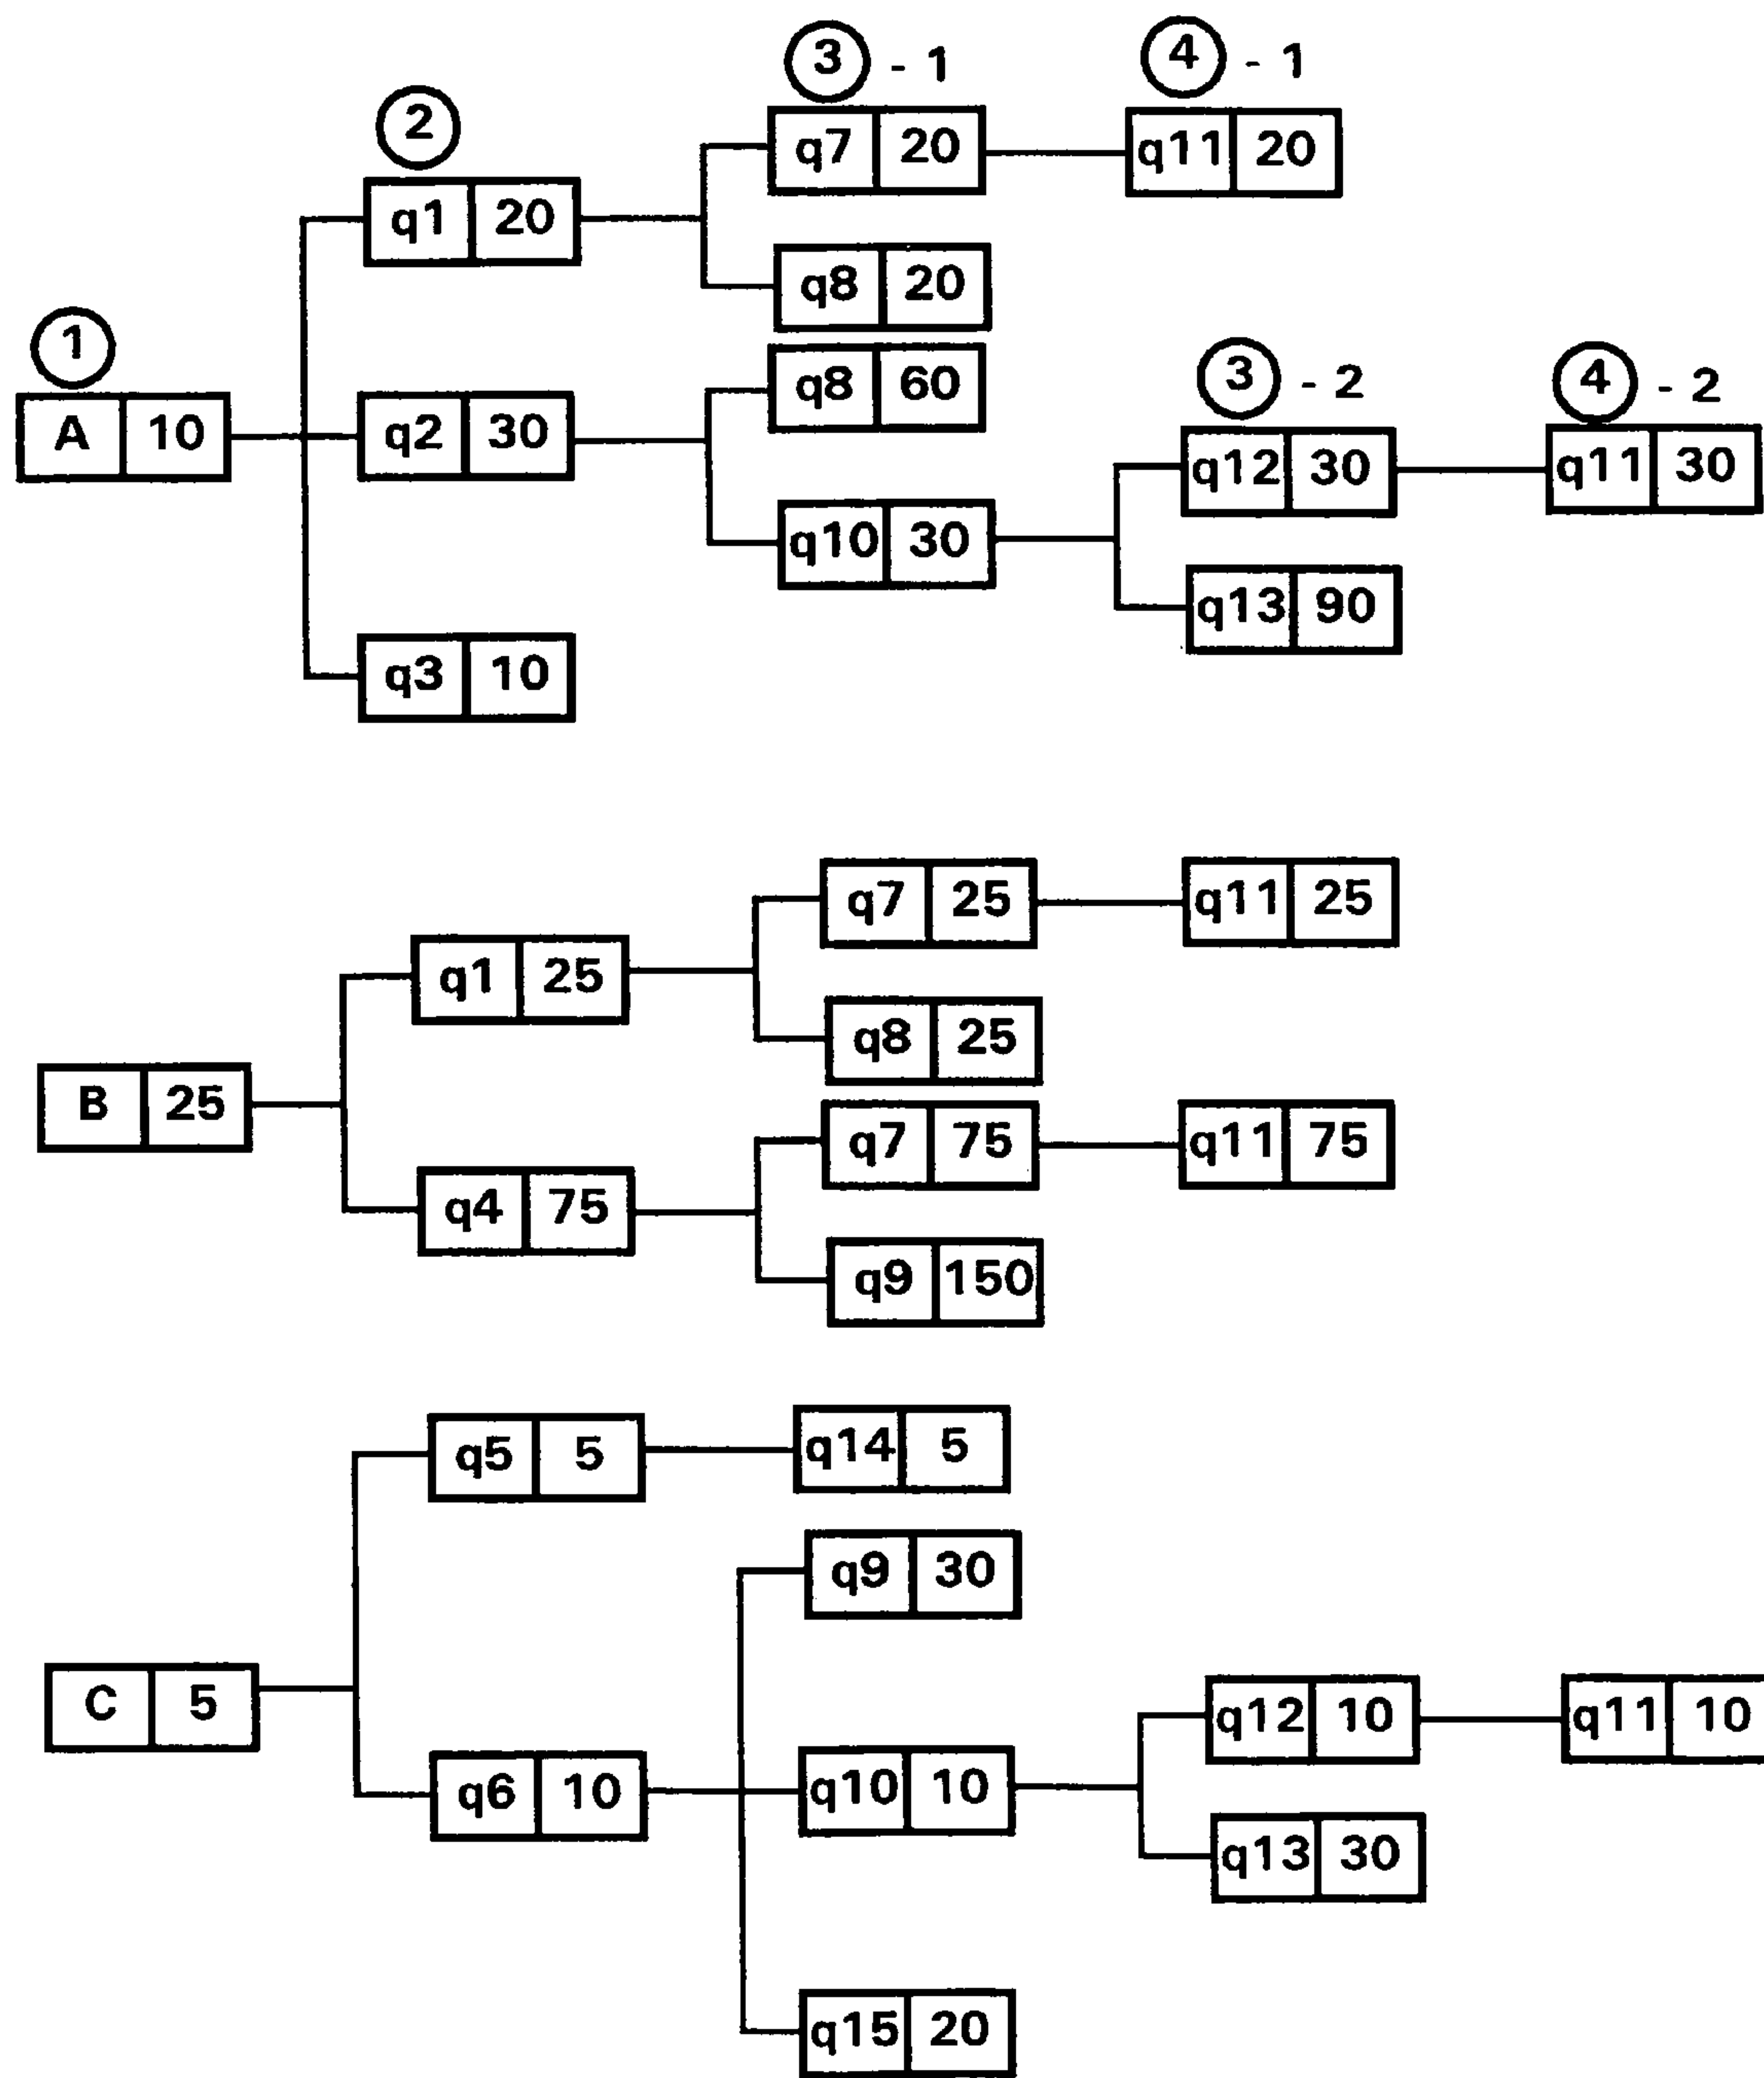 3 - 1
4 - 1
2
q7 20
q11 20
q1 20
q8 20
1
q8 60
3 - 2
4 - 2
A 10
q2 30
q12 30
q11 30
q10 30
q13 90
q3 10
q7 25
q11 25
q1 25
q8 25
B 25
q7 75
q11 75
q4 75
q9 150
q5 5
q14 5
q9 30
C 5
q12 10
q11 10
q6 10
q10 10
q13 30
q15 20